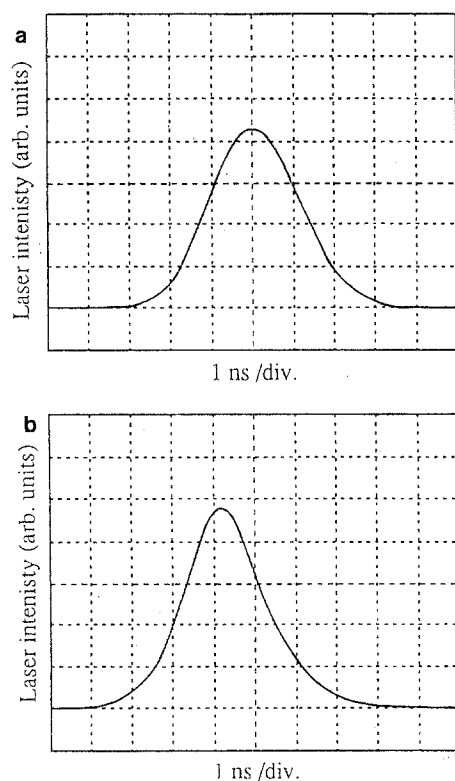 a
Laser intenisty (arb. units)
1 ns /div.
b
Laser intenisty (arb. units)
1 ns /div.